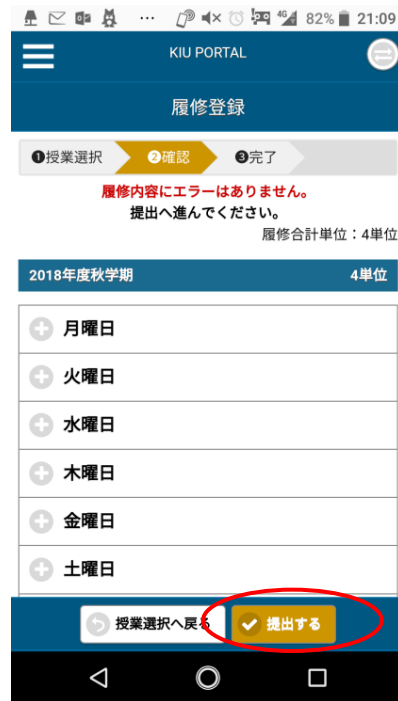 82% 21:09
KIU PORTAL
履修登録
❶授業選択 ❷確認 ❸完了
履修内容にエラーはありません。
提出へ進んでください。
履修合計単位：4単位
2018年度秋学期 4単位
月曜日
火曜日
水曜日
木曜日
金曜日
土曜日
授業選択へ戻る 提出する